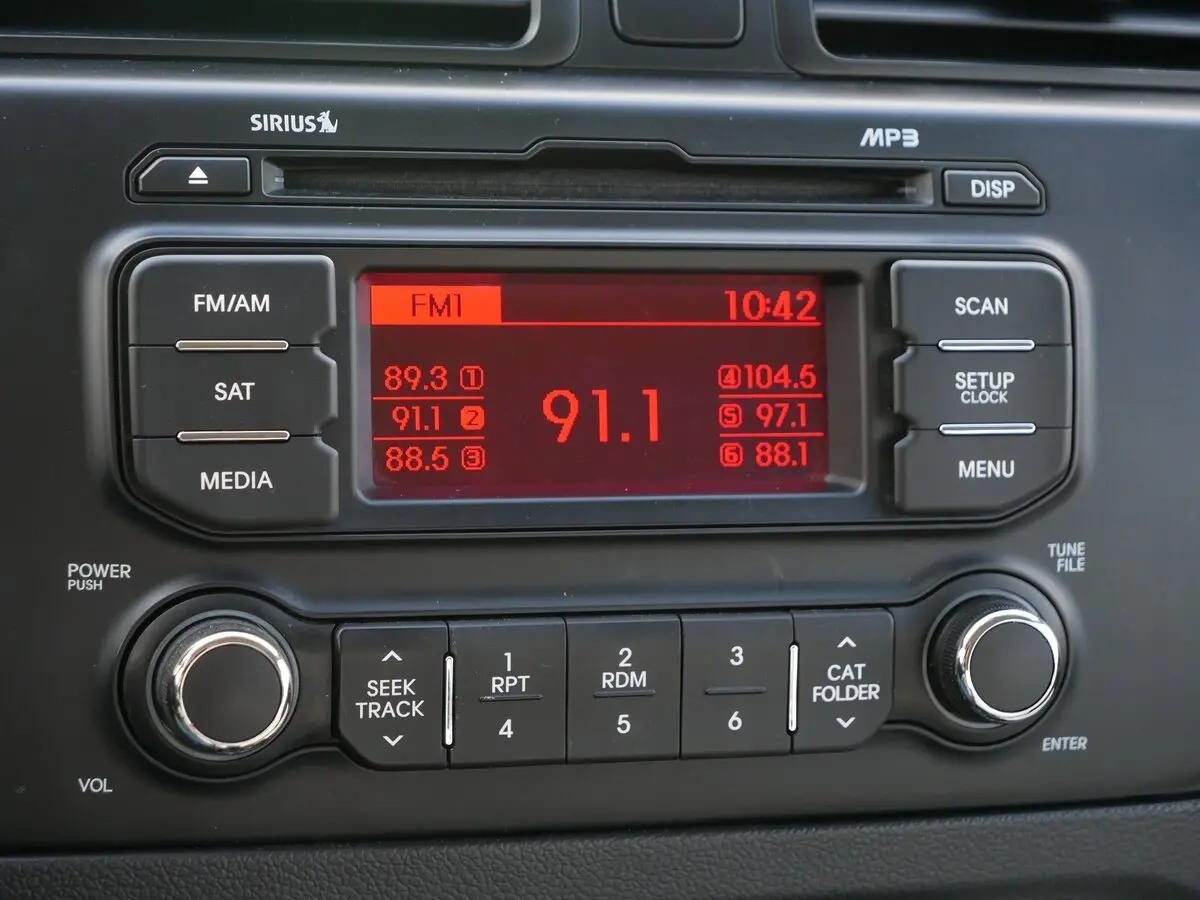 SIRIUS
MP3
DISP
FM/AM
SAT
MEDIA
FM1 10:42
89.3 1
91.1 2
88.5 3
91.1
4 104.5
5 97.1
6 88.1
SCAN
SETUP
CLOCK
MENU
POWER
PUSH
VOL
SEEK
TRACK
1
RPT
4
2
RDM
5
3
6
CAT
FOLDER
TUNE
FILE
ENTER